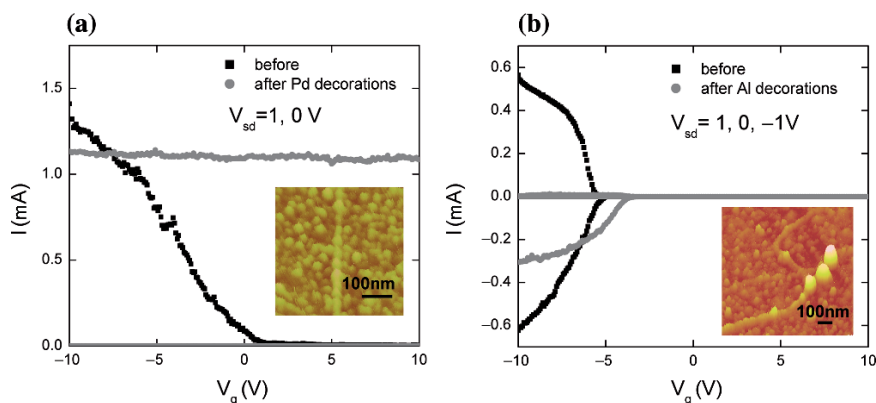 (a)
before
after Pd decorations
V_sd=1, 0 V
I (mA)
1.5
1.0
0.5
0.0
100nm
−10 −5 0 5 10
V_g (V)
(b)
before
after Al decorations
V_sd= 1, 0, −1V
I (mA)
0.6
0.4
0.2
0.0
−0.2
−0.4
−0.6
100nm
−10 −5 0 5 10
V_g (V)